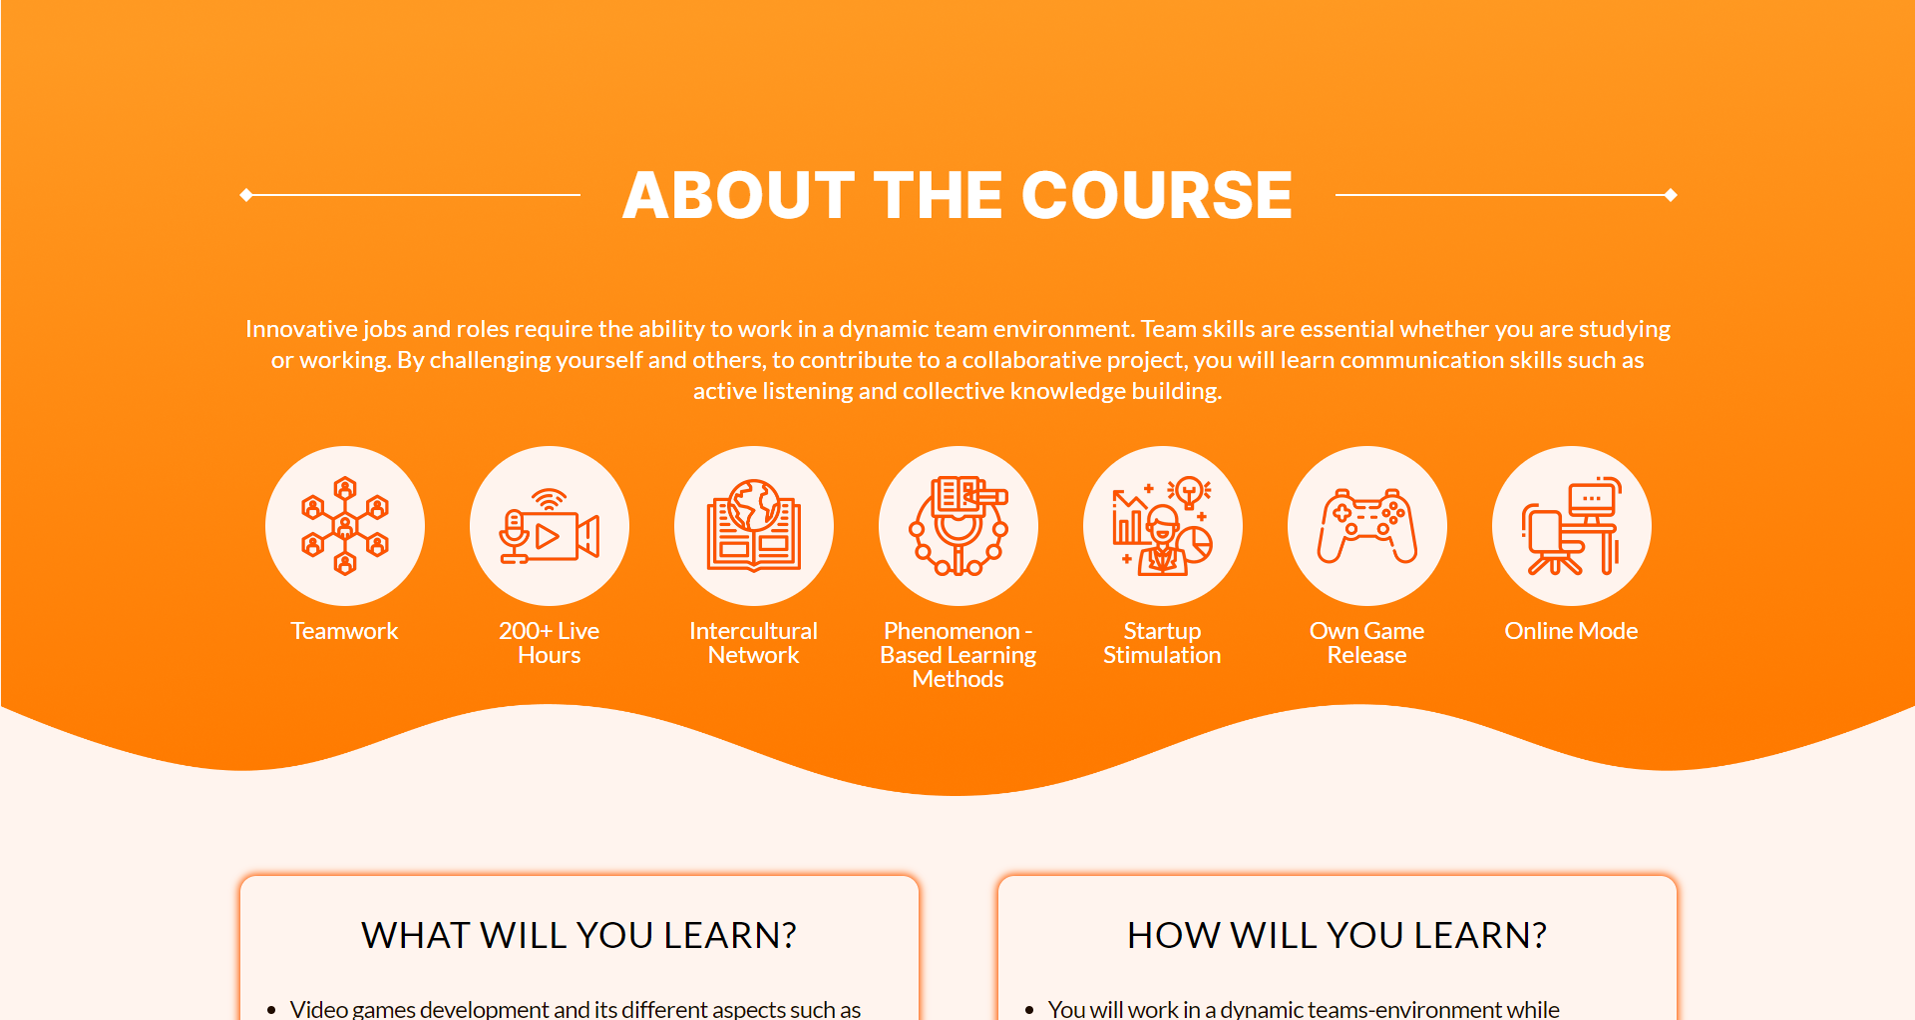 ABOUT THE COURSE
Innovative jobs and roles require the ability to work in a dynamic team environment. Team skills are essential whether you are studying
or working. By challenging yourself and others, to contribute to a collaborative project, you will learn communication skills such as
active listening and collective knowledge building.
Teamwork
200+ Live
Hours
Intercultural
Network
Phenomenon -
Based Learning
Methods
Startup
Stimulation
Own Game
Release
Online Mode
WHAT WILL YOU LEARN?
• Video games development and its different aspects such as
HOW WILL YOU LEARN?
• You will work in a dynamic teams-environment while